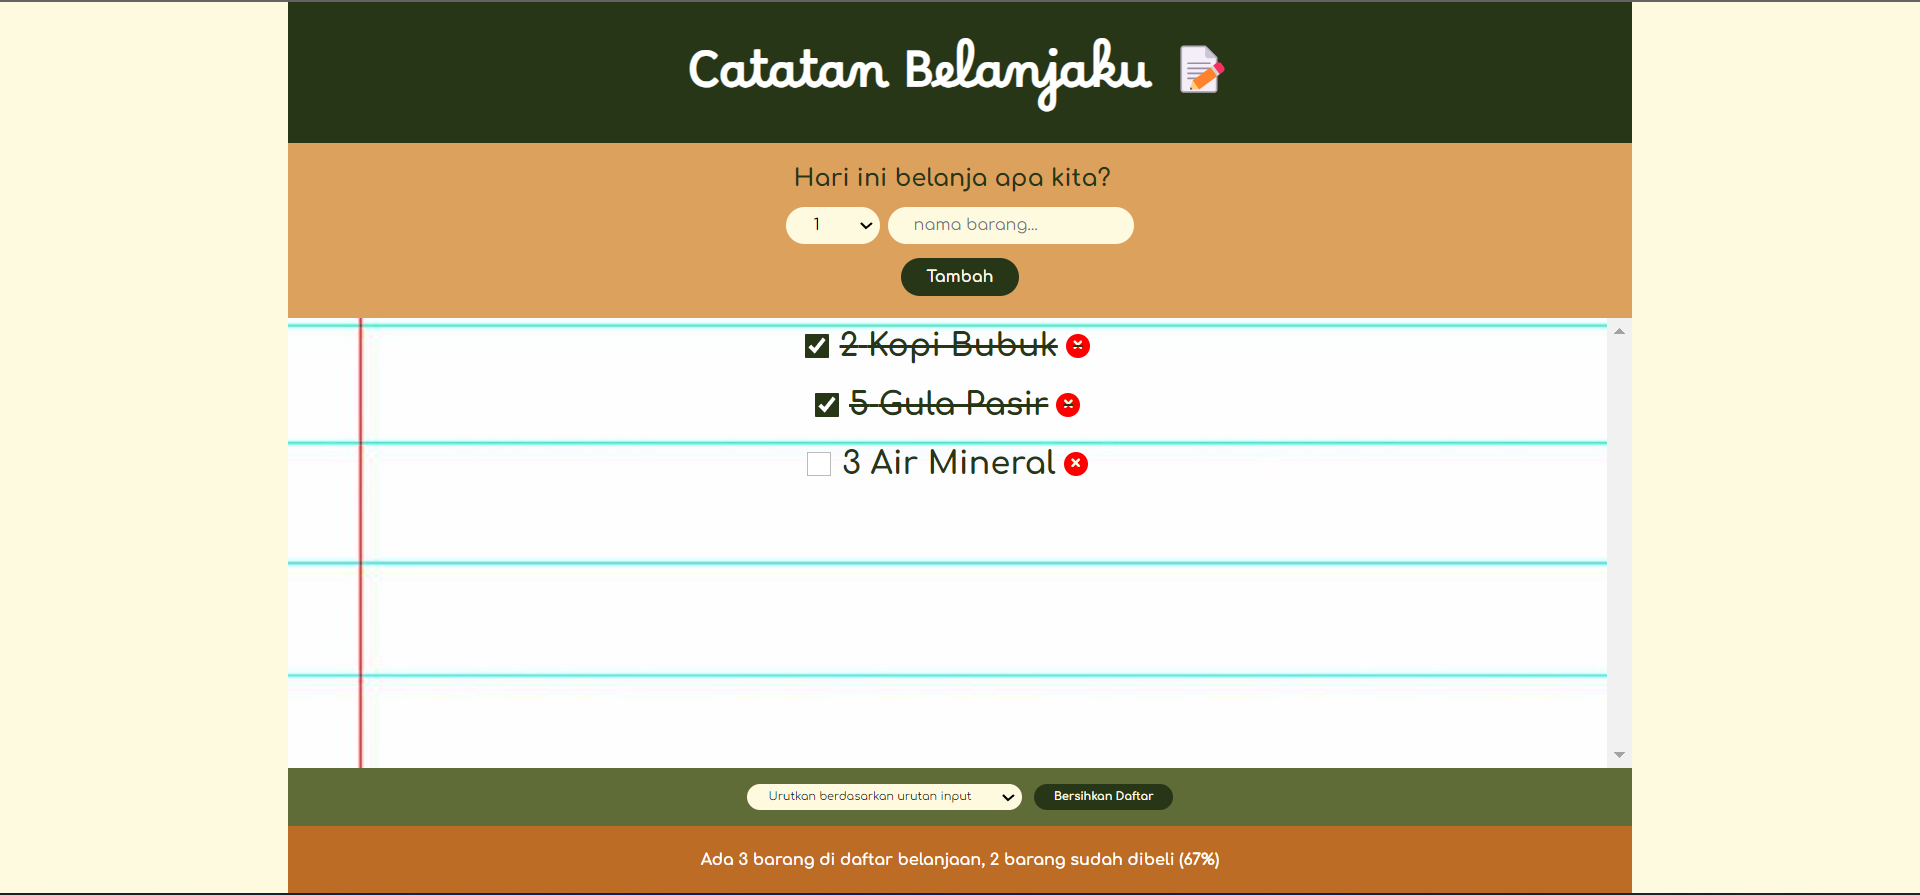 Catatan Belanjaku
Hari ini belanja apa kita?
1 nama barang...
Tambah
2 Kopi Bubuk
5 Gula Pasir
3 Air Mineral
Urutkan berdasarkan urutan input Bersihkan Daftar
Ada 3 barang di daftar belanjaan, 2 barang sudah dibeli (67%)